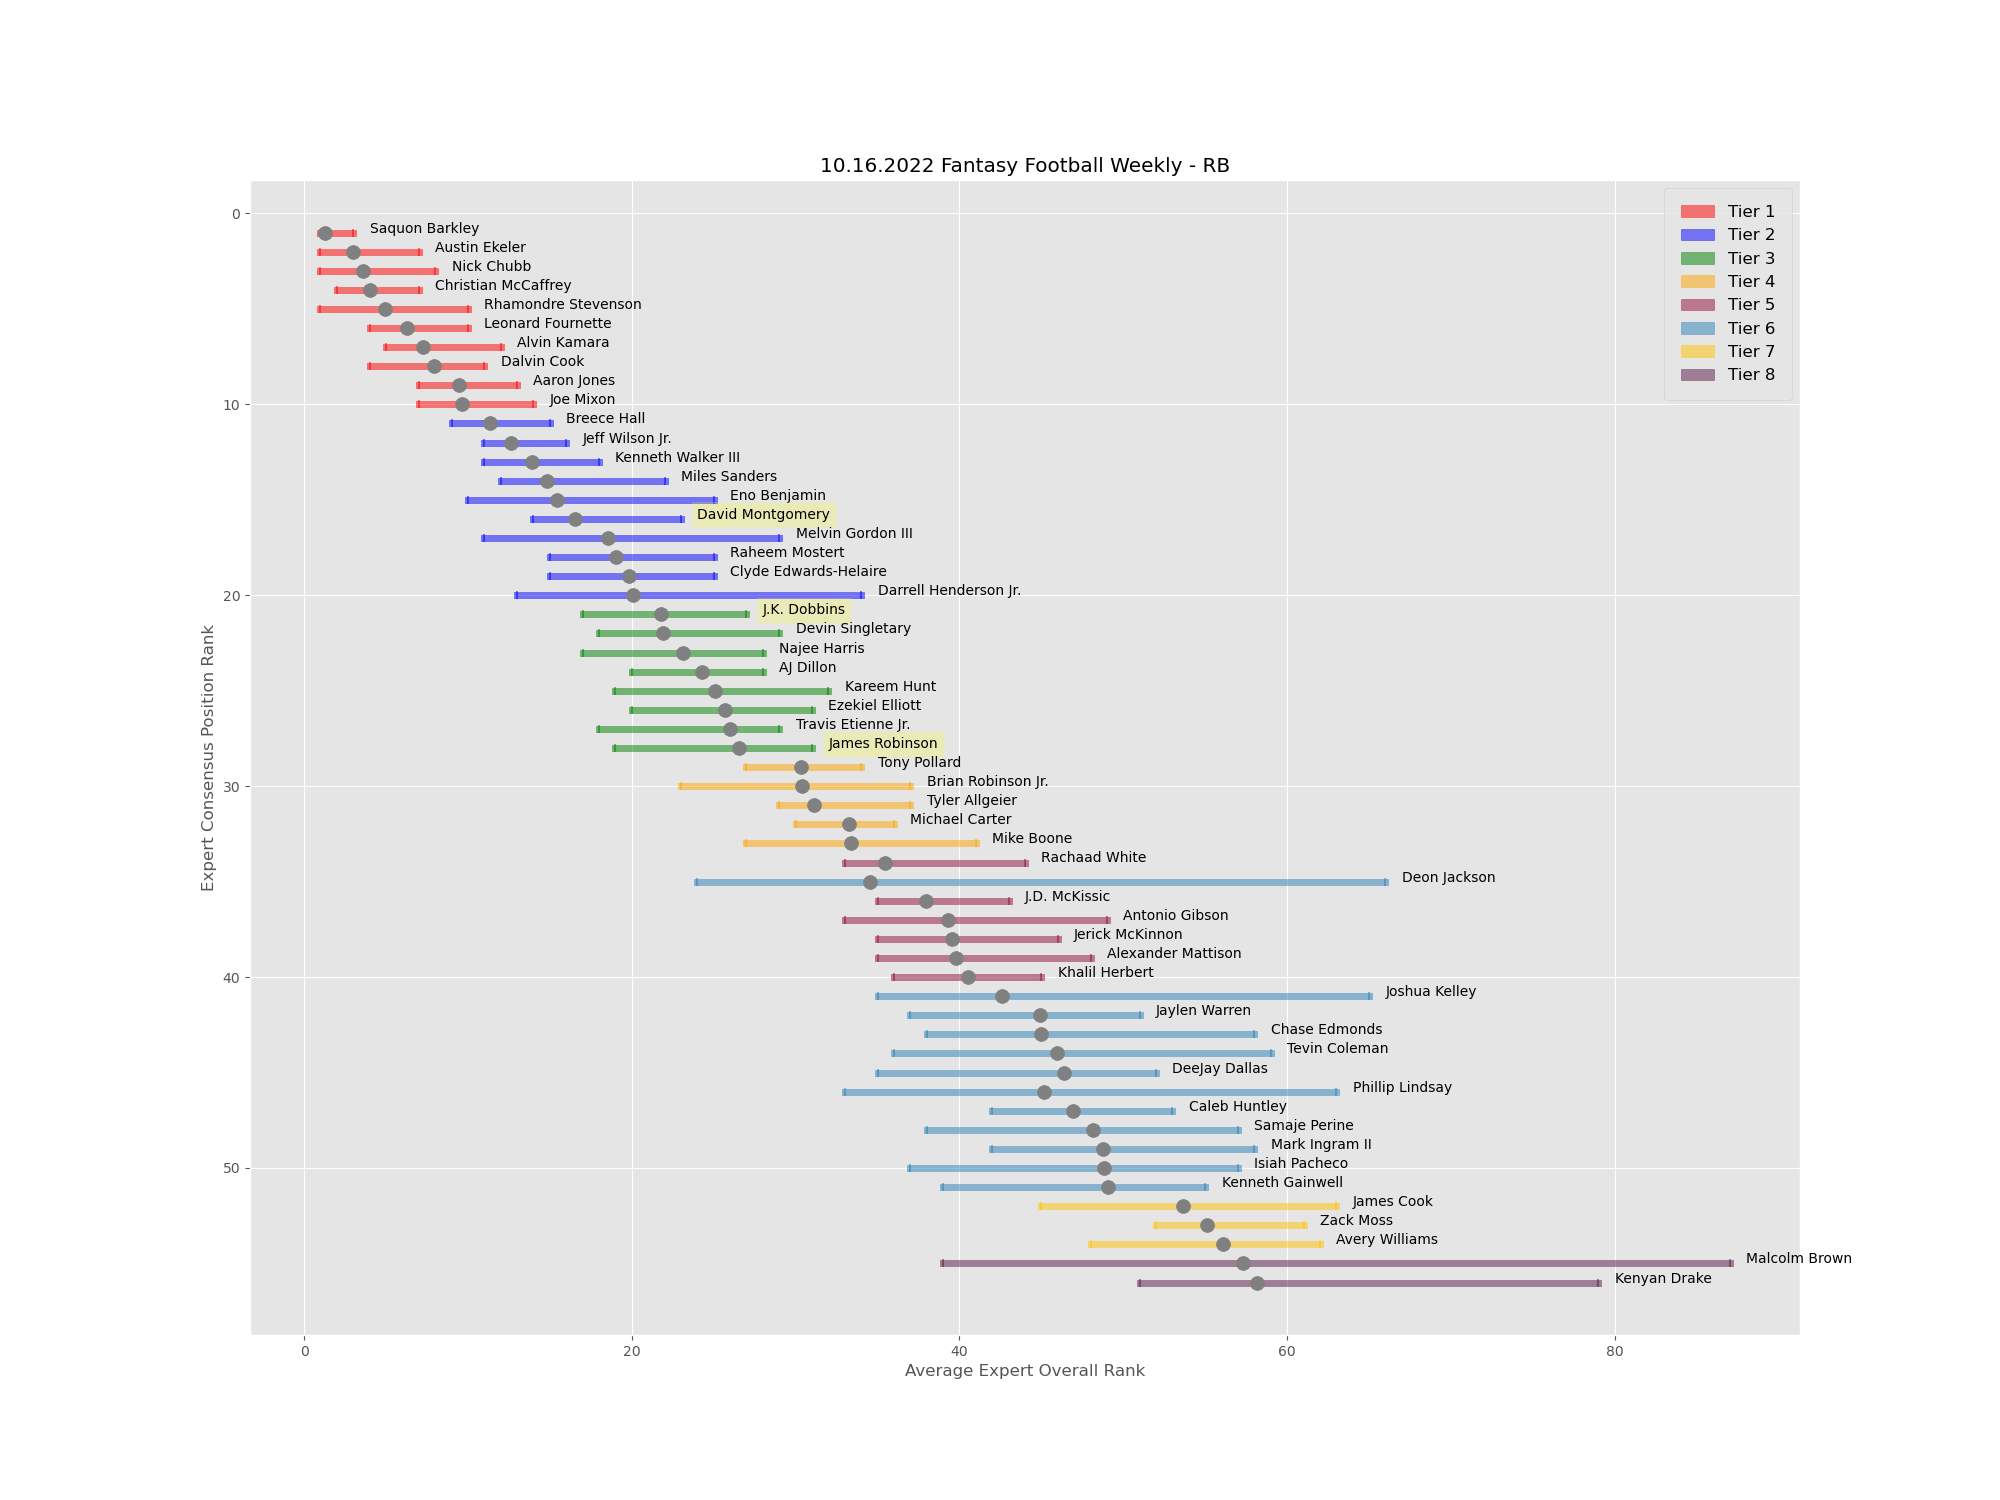 10.16.2022 Fantasy Football Weekly - RB
Tier 1
Tier 2
Tier 3
Tier 4
Tier 5
Tier 6
Tier 7
Tier 8
Expert Consensus Position Rank
0
10
20
30
40
50
Saquon Barkley
Austin Ekeler
Nick Chubb
Christian McCaffrey
Rhamondre Stevenson
Leonard Fournette
Alvin Kamara
Dalvin Cook
Aaron Jones
Joe Mixon
Breece Hall
Jeff Wilson Jr.
Kenneth Walker III
Miles Sanders
Eno Benjamin
David Montgomery
Melvin Gordon III
Raheem Mostert
Clyde Edwards-Helaire
Darrell Henderson Jr.
J.K. Dobbins
Devin Singletary
Najee Harris
AJ Dillon
Kareem Hunt
Ezekiel Elliott
Travis Etienne Jr.
James Robinson
Tony Pollard
Brian Robinson Jr.
Tyler Allgeier
Michael Carter
Mike Boone
Rachaad White
Deon Jackson
J.D. McKissic
Antonio Gibson
Jerick McKinnon
Alexander Mattison
Khalil Herbert
Joshua Kelley
Jaylen Warren
Chase Edmonds
Tevin Coleman
DeeJay Dallas
Phillip Lindsay
Caleb Huntley
Samaje Perine
Mark Ingram II
Isiah Pacheco
Kenneth Gainwell
James Cook
Zack Moss
Avery Williams
Malcolm Brown
Kenyan Drake
0 20 40 60 80
Average Expert Overall Rank